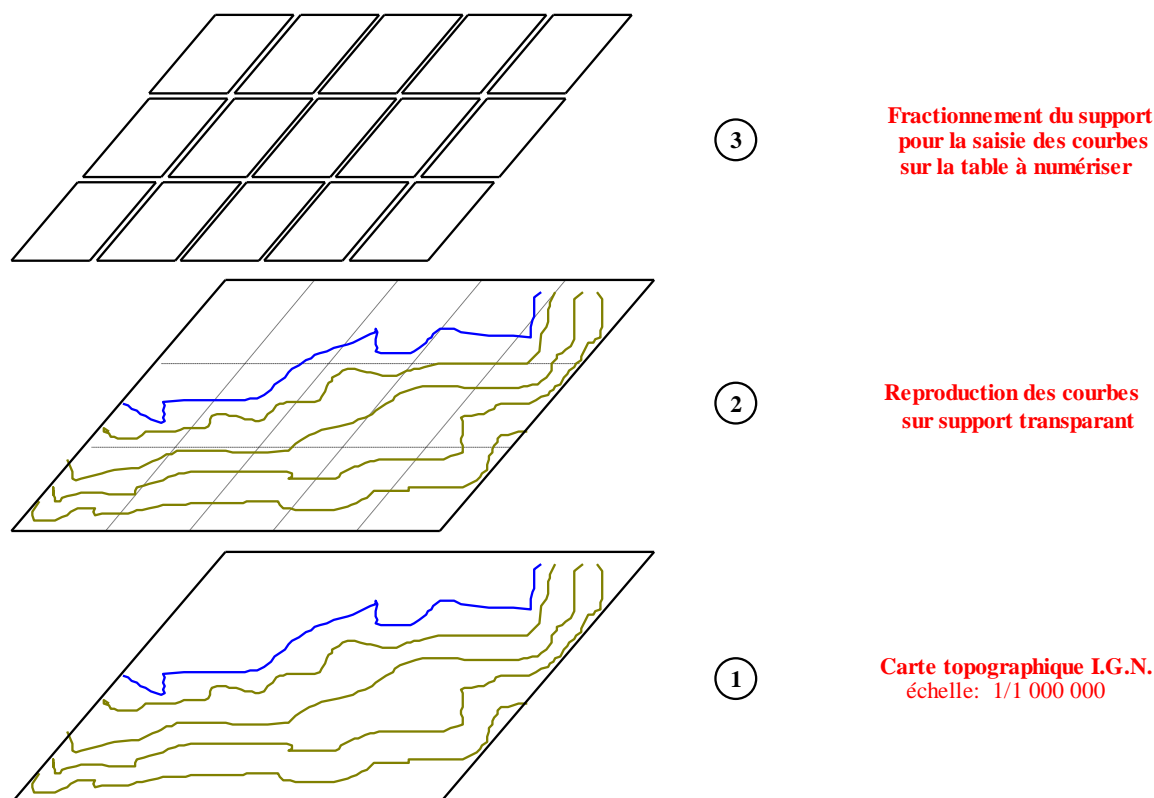 3
Fractionnement du support
pour la saisie des courbes
sur la table à numériser
2
Reproduction des courbes
sur support transparant
1
Carte topographique I.G.N.
échelle: 1/1 000 000